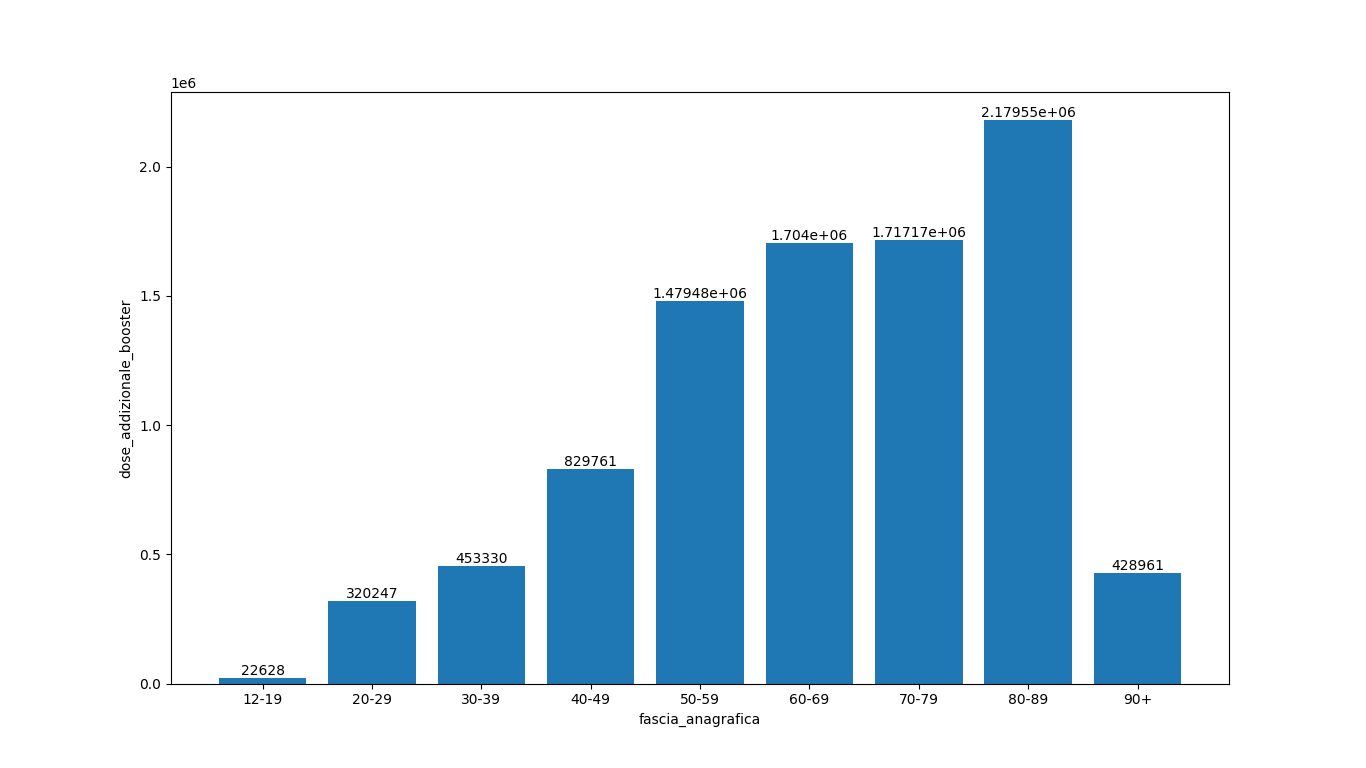 1e6
2.17955e+06
2.0
1.704e+06
1.71717e+06
1.5
1.47948e+06
dose_addizionale_booster
1.0
829761
0.5
453330
428961
320247
22628
0.0
12-19 20-29 30-39 40-49 50-59 60-69 70-79 80-89 90+
fascia_anagrafica